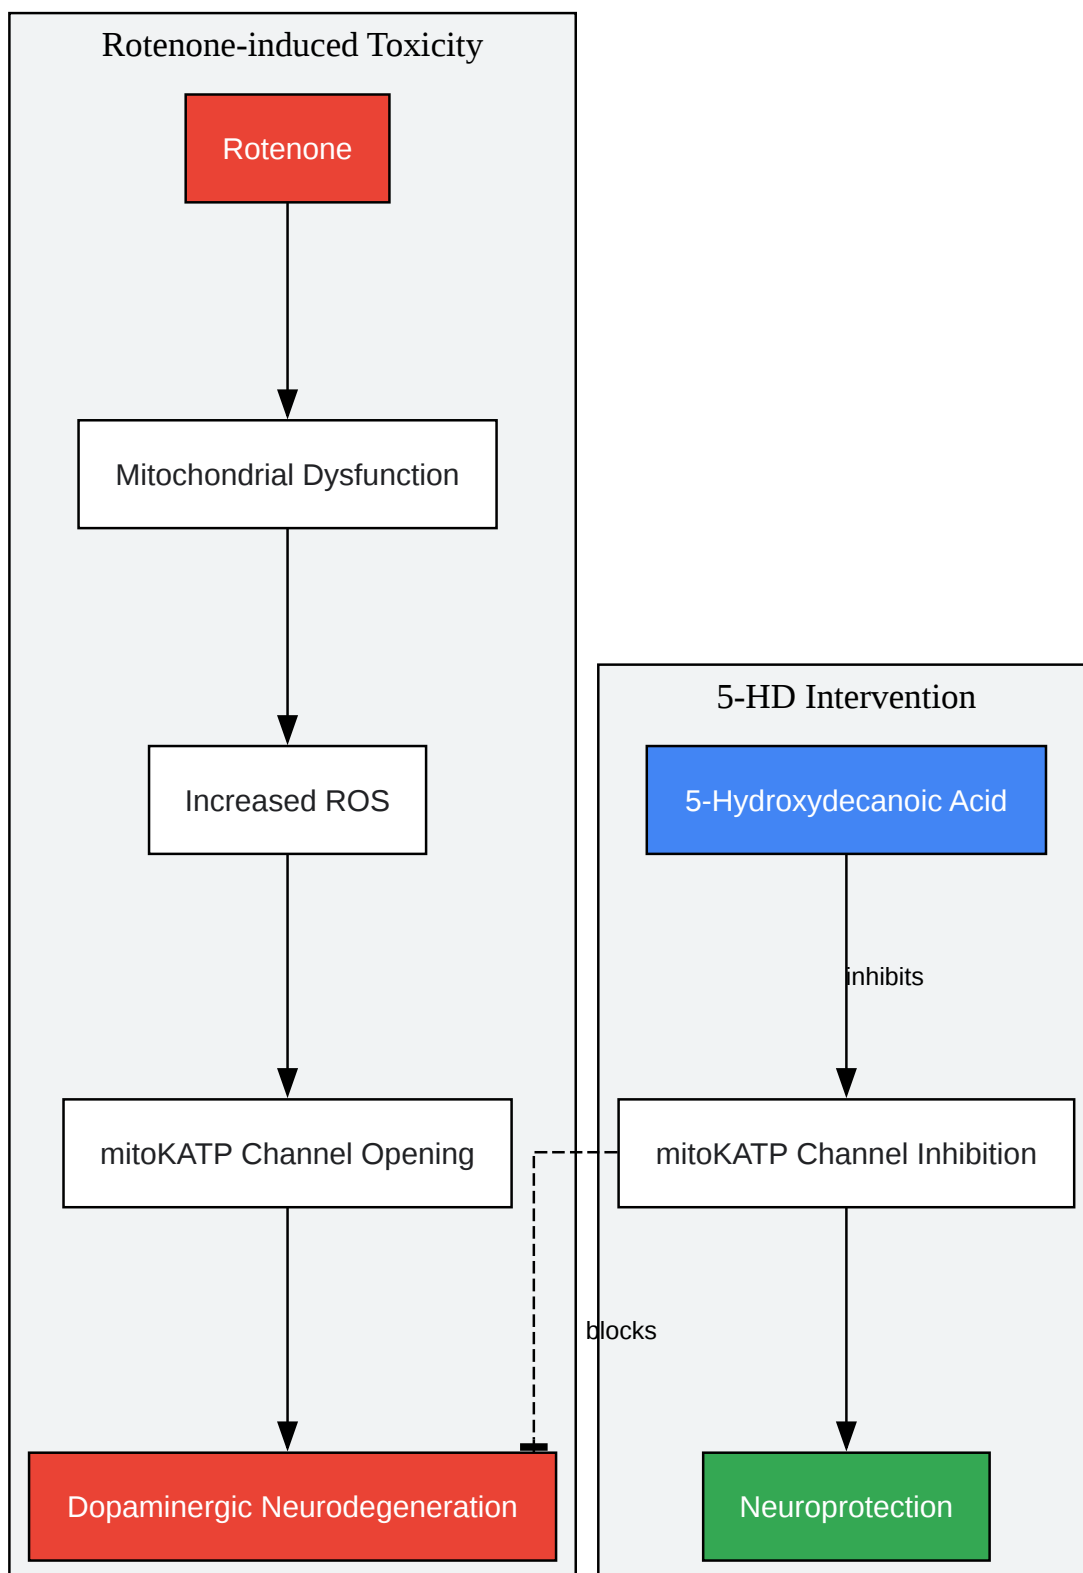 Rotenone-induced Toxicity
Rotenone
Mitochondrial Dysfunction
Increased ROS
mitoKATP Channel Opening
Dopaminergic Neurodegeneration
5-HD Intervention
5-Hydroxydecanoic Acid
inhibits
mitoKATP Channel Inhibition
blocks
Neuroprotection